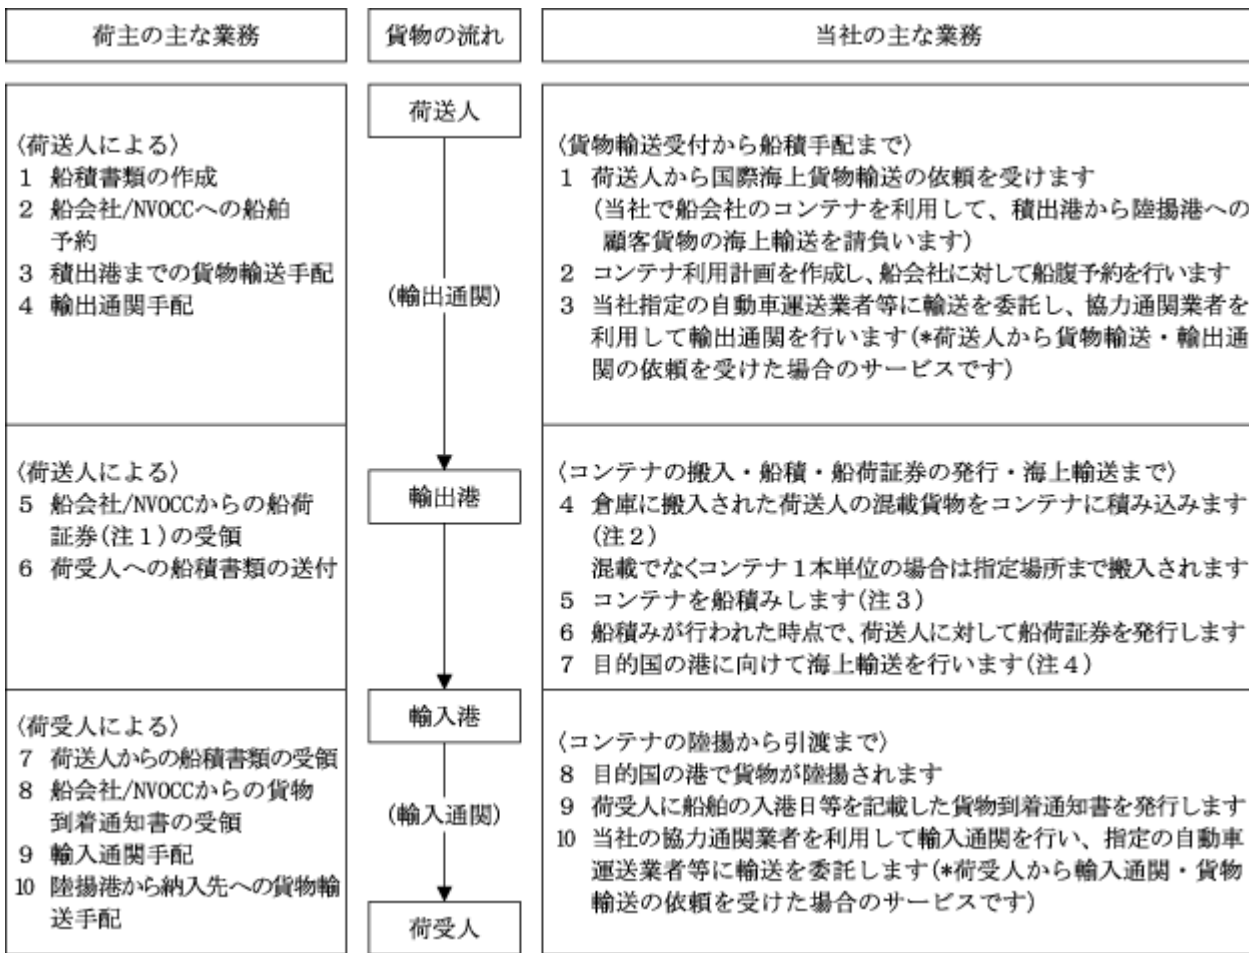 荷主の主な業務
貨物の流れ
当社の主な業務
〈荷送人による〉
1 船積書類の作成
2 船会社/NVOCCへの船舶
予約
3 積出港までの貨物輸送手配
4 輸出通関手配
荷送人
(輸出通関)
〈貨物輸送受付から船積手配まで〉
1 荷送人から国際海上貨物輸送の依頼を受けます
(当社で船会社のコンテナを利用して、積出港から陸揚港への
顧客貨物の海上輸送を請負います)
2 コンテナ利用計画を作成し、船会社に対して船腹予約を行います
3 当社指定の自動車運送業者等に輸送を委託し、協力通関業者を
利用して輸出通関を行います(*荷送人から貨物輸送・輸出通
関の依頼を受けた場合のサービスです)
〈荷送人による〉
5 船会社/NVOCCからの船荷
証券(注1)の受領
6 荷受人への船積書類の送付
輸出港
〈コンテナの搬入・船積・船荷証券の発行・海上輸送まで〉
4 倉庫に搬入された荷送人の混載貨物をコンテナに積み込みます
(注2)
混載でなくコンテナ1本単位の場合は指定場所まで搬入されます
5 コンテナを船積みします(注3)
6 船積みが行われた時点で、荷送人に対して船荷証券を発行します
7 目的国の港に向けて海上輸送を行います(注4)
〈荷受人による〉
7 荷送人からの船積書類の受領
8 船会社/NVOCCからの貨物
到着通知書の受領
9 輸入通関手配
10 陸揚港から納入先への貨物輸
送手配
輸入港
(輸入通関)
荷受人
〈コンテナの陸揚から引渡まで〉
8 目的国の港で貨物が陸揚されます
9 荷受人に船舶の入港日等を記載した貨物到着通知書を発行します
10 当社の協力通関業者を利用して輸入通関を行い、指定の自動車
運送業者等に輸送を委託します(*荷受人から輸入通関・貨物
輸送の依頼を受けた場合のサービスです)